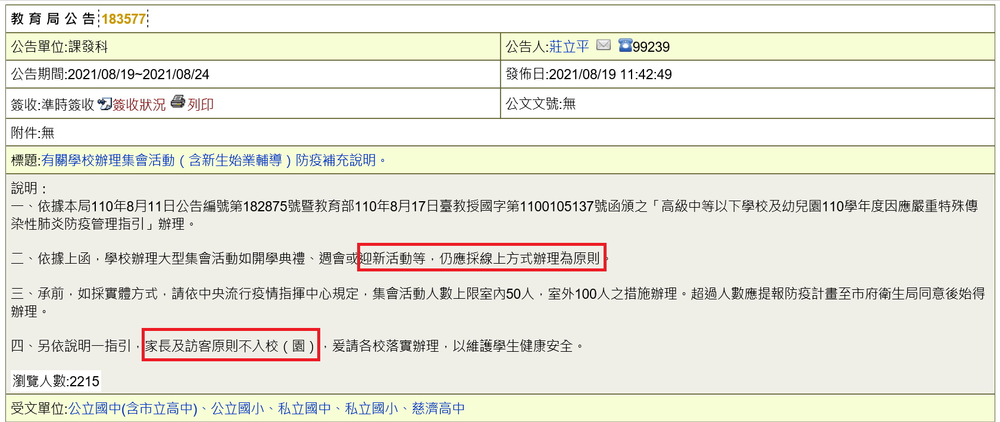 教育局公告 183577
公告單位:課發科
公告人:莊立平 99239
公告期間:2021/08/19~2021/08/24
發佈日:2021/08/19 11:42:49
簽收:準時簽收 簽收狀況 列印
公文文號:無
附件:無
標題:有關學校辦理集會活動（含新生始業輔導）防疫補充說明。
說明：
一、依據本局110年8月11日公告編號第182875號暨教育部110年8月17日臺教授國字第1100105137號函頒之「高級中等以下學校及幼兒園110學年度因應嚴重特殊傳
染性肺炎防疫管理指引」辦理。
二、依據上函，學校辦理大型集會活動如開學典禮、週會或迎新活動等，仍應採線上方式辦理為原則。
三、承前，如採實體方式，請依中央流行疫情指揮中心規定，集會活動人數上限室內50人，室外100人之措施辦理。超過人數應提報防疫計畫至市府衛生局同意後始得
辦理。
四、另依說明一指引，家長及訪客原則不入校（園），爰請各校落實辦理，以維護學生健康安全。
瀏覽人數:2215
受文單位:公立國中(含市立高中)、公立國小、私立國中、私立國小、慈濟高中